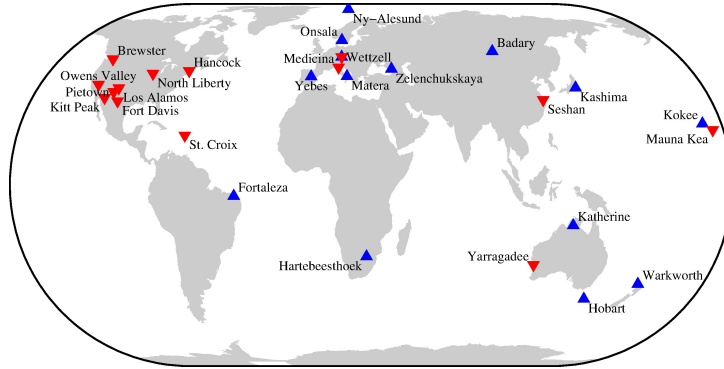 Ny-Alesund
Onsala
Badary
Brewster
Hancock
Medicina
Wettzell
Owens Valley
North Liberty
Zelenchukskaya
Yebes
Matera
Pietown
Los Alamos
Kashima
Kitt Peak
Fort Davis
Seshan
Kokee
Mauna Kea
St. Croix
Fortaleza
Katherine
Yarragadee
Hartebeesthoek
Warkworth
Hobart